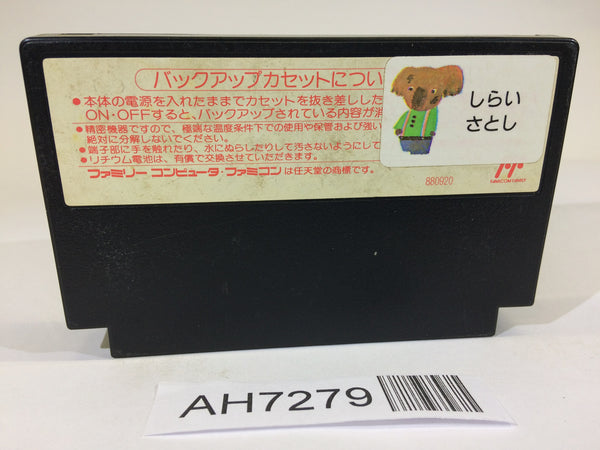 バックアップカセットについ
●本体の電源を入れたままでカセットを抜き差しした
ON・OFFすると、バックアップされている内容が消
●精密機器ですので、極端な温度条件下での使用や保管および強い
絶対に分解しないでください。
●端子部に手を触れたり、水にぬらしたりして汚さないようにして
●リチウム電池は、有償で交換させていただきます。
ファミリー コンピュータ・ファミコン は任天堂の商標です。
880920
FAMICOM FAMILY
しらい
さとし
AH7279